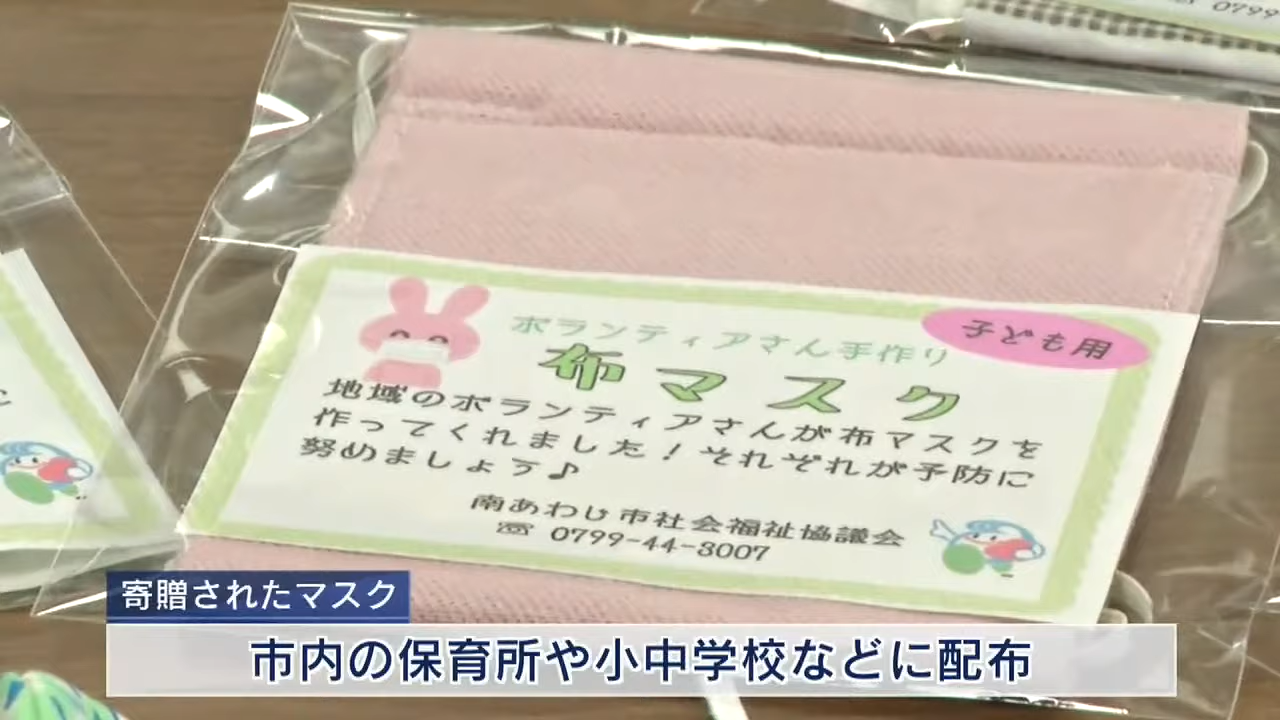 ☏ 0799
子ども用
ボランティアさん手作り
布マスク
地域のボランティアさんが布マスクを
作ってくれました！それぞれが予防に
努めましょう♪
南あわじ市社会福祉協議会
☏ 0799-44-3007
に
寄贈されたマスク
市内の保育所や小中学校などに配布